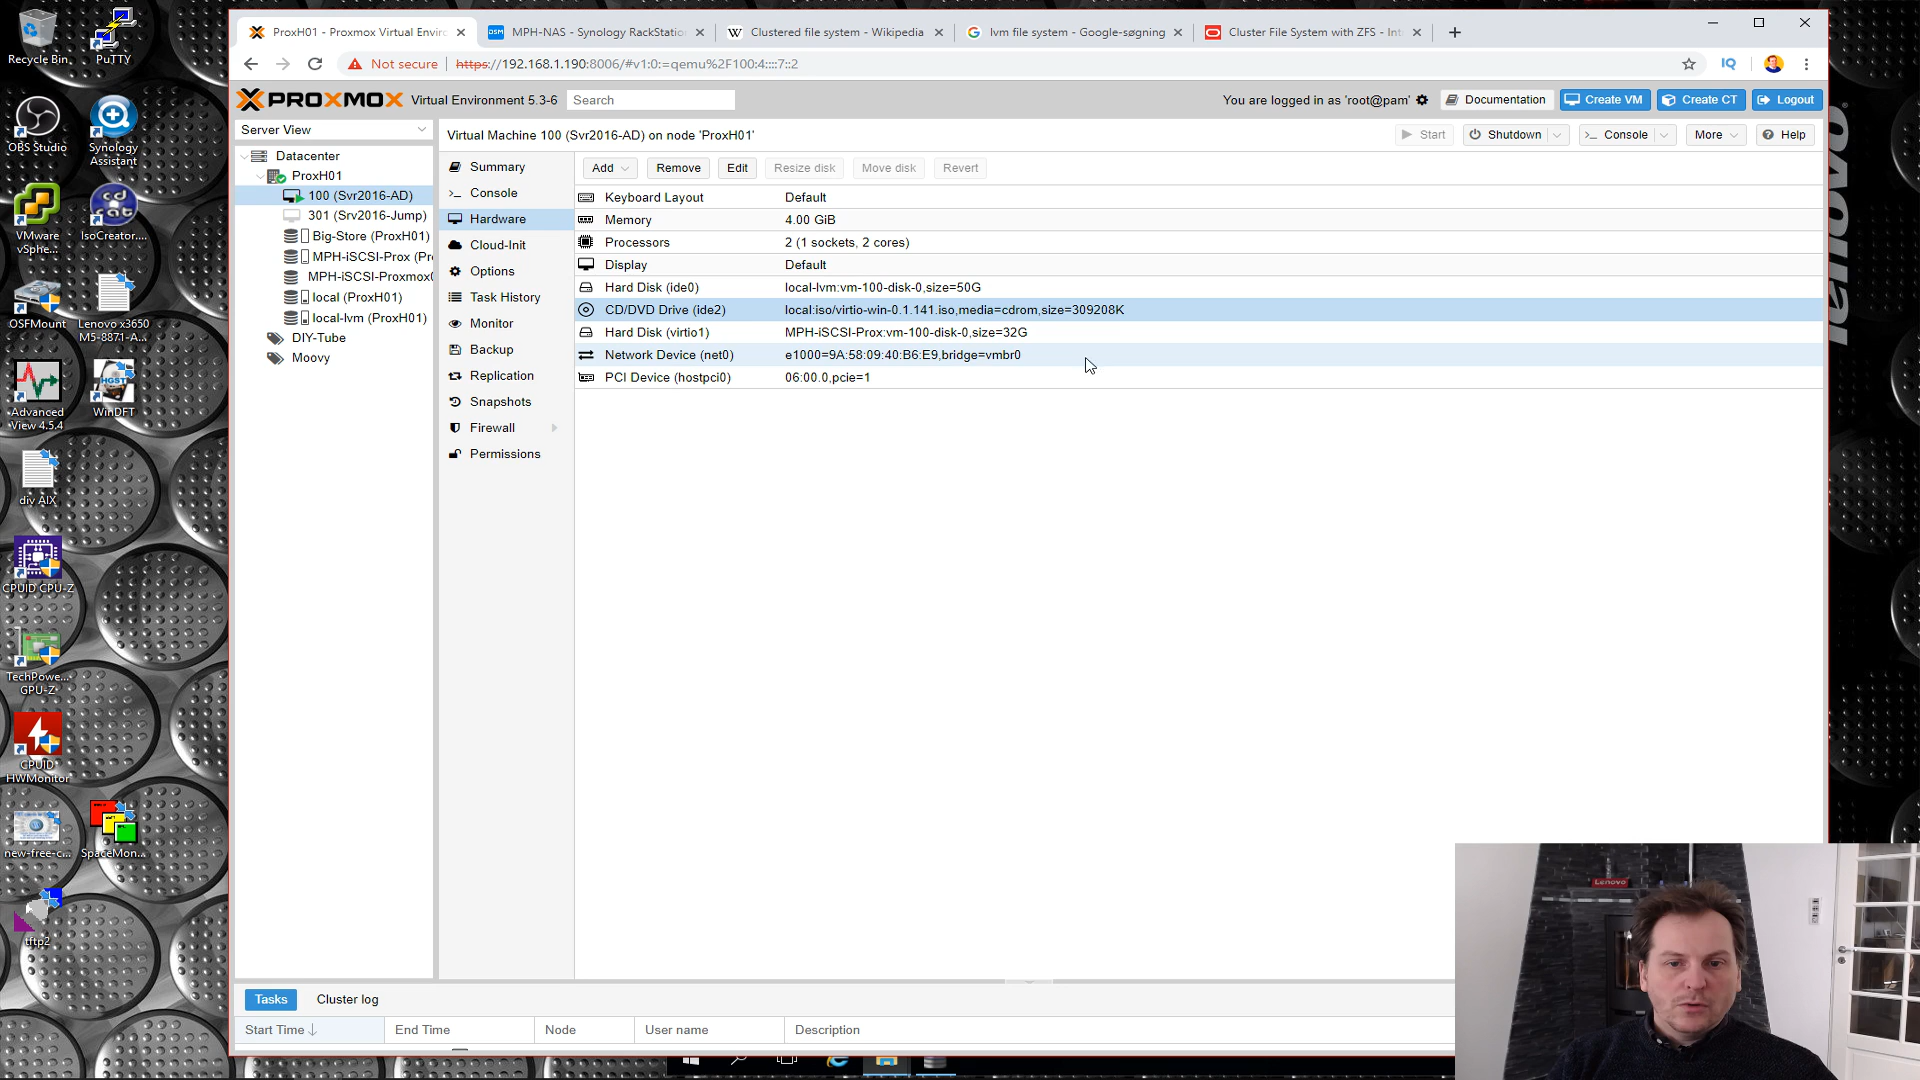 ProxH01 - Proxmox Virtual Enviro
MPH-NAS - Synology RackStatio
Clustered file system - Wikipedia
lvm file system - Google-søgning
Cluster File System with ZFS - Int
Not secure
https://192.168.1.190:8006/#v1:0:=qemu%2F100:4::::7::2
IQ
PROXMOX
Virtual Environment 5.3-6
Search
You are logged in as 'root@pam'
Documentation
Create VM
Create CT
Logout
Server View
Datacenter
ProxH01
100 (Svr2016-AD)
301 (Srv2016-Jump)
Big-Store (ProxH01)
MPH-iSCSI-Prox (Pr
MPH-iSCSI-Proxmox
local (ProxH01)
local-lvm (ProxH01)
DIY-Tube
Moovy
Virtual Machine 100 (Svr2016-AD) on node 'ProxH01'
Start
Shutdown
Console
More
Help
Summary
Console
Hardware
Cloud-Init
Options
Task History
Monitor
Backup
Replication
Snapshots
Firewall
Permissions
Add
Remove
Edit
Resize disk
Move disk
Revert
Keyboard Layout Default
Memory 4.00 GiB
Processors 2 (1 sockets, 2 cores)
Display Default
Hard Disk (ide0) local-lvm:vm-100-disk-0,size=50G
CD/DVD Drive (ide2) local:iso/virtio-win-0.1.141.iso,media=cdrom,size=309208K
Hard Disk (virtio1) MPH-iSCSI-Prox:vm-100-disk-0,size=32G
Network Device (net0) e1000=9A:58:09:40:B6:E9,bridge=vmbr0
PCI Device (hostpci0) 06:00.0,pcie=1
Tasks
Cluster log
Start Time
End Time
Node
User name
Description
Recycle Bin
PuTTY
OBS Studio
Synology Assistant
VMware vSphe...
IsoCreator....
OSFMount
Lenovo x3650 M5-8871-A...
Advanced View 4.5.4
WinDFT
div AIX
CPUID CPU-Z
TechPowe... GPU-Z
CPUID HWMonitor
new-free-c...
SpaceMon...
tftp2
Lenovo